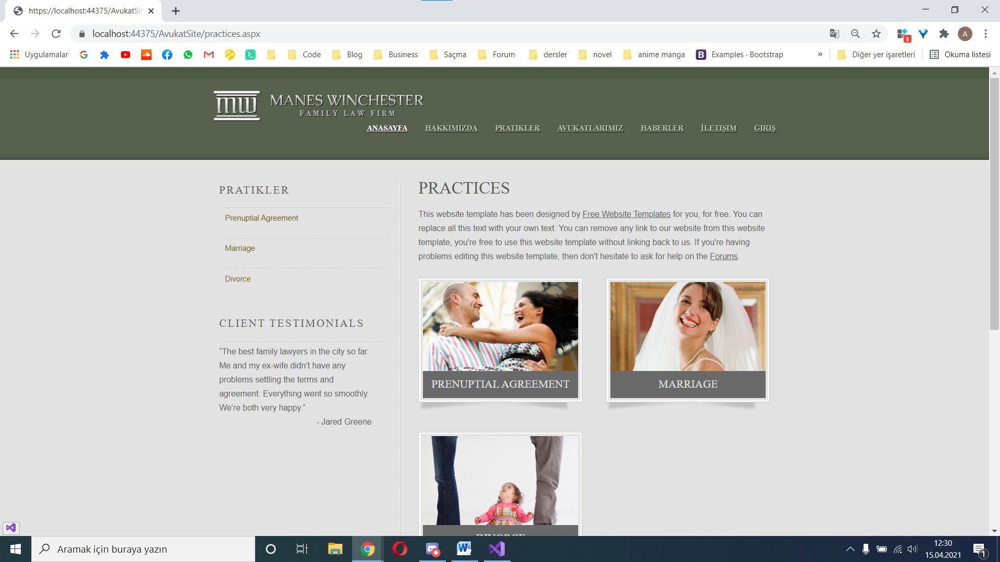 https://localhost:44375/AvukatSit
localhost:44375/AvukatSite/practices.aspx
3
A
Uygulamalar
Code
Blog
Business
Saçma
Forum
dersler
novel
anime manga
B
Examples · Bootstrap
»
Diğer yer işaretleri
Okuma listesi
mw
MANES WINCHESTER
FAMILY LAW FIRM
ANASAYFA HAKKIMIZDA PRATIKLER AVUKATLARIMIZ HABERLER İLETIŞIM GIRIŞ
PRATIKLER
Prenuptial Agreement
Marriage
Divorce
CLIENT TESTIMONIALS
“The best family lawyers in the city so far.
Me and my ex-wife didn’t have any
problems settling the terms and
agreement. Everything went so smoothly.
We’re both very happy.”
- Jared Greene
PRACTICES
This website template has been designed by Free Website Templates for you, for free. You can
replace all this text with your own text. You can remove any link to our website from this website
template, you're free to use this website template without linking back to us. If you're having
problems editing this website template, then don't hesitate to ask for help on the Forums.
PRENUPTIAL AGREEMENT
MARRIAGE
DIVORCE
Aramak için buraya yazın
12:30
15.04.2021
1